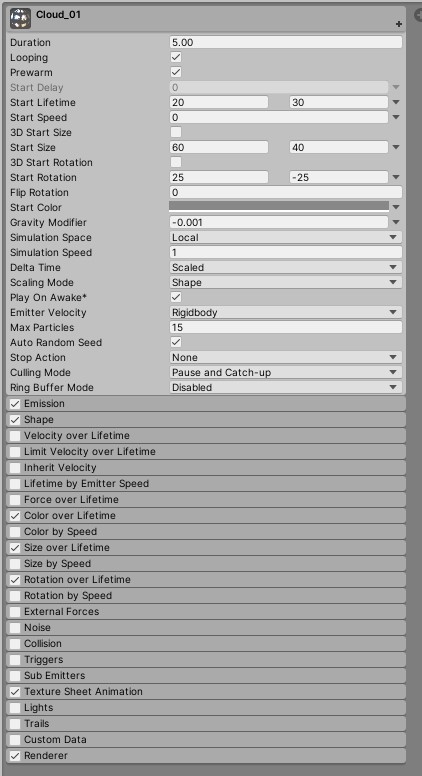 Cloud_01
Duration 5.00
Looping
Prewarm
Start Delay 0
Start Lifetime 20 30
Start Speed 0
3D Start Size
Start Size 60 40
3D Start Rotation
Start Rotation 25 -25
Flip Rotation 0
Start Color
Gravity Modifier -0.001
Simulation Space Local
Simulation Speed 1
Delta Time Scaled
Scaling Mode Shape
Play On Awake*
Emitter Velocity Rigidbody
Max Particles 15
Auto Random Seed
Stop Action None
Culling Mode Pause and Catch-up
Ring Buffer Mode Disabled
Emission
Shape
Velocity over Lifetime
Limit Velocity over Lifetime
Inherit Velocity
Lifetime by Emitter Speed
Force over Lifetime
Color over Lifetime
Color by Speed
Size over Lifetime
Size by Speed
Rotation over Lifetime
Rotation by Speed
External Forces
Noise
Collision
Triggers
Sub Emitters
Texture Sheet Animation
Lights
Trails
Custom Data
Renderer